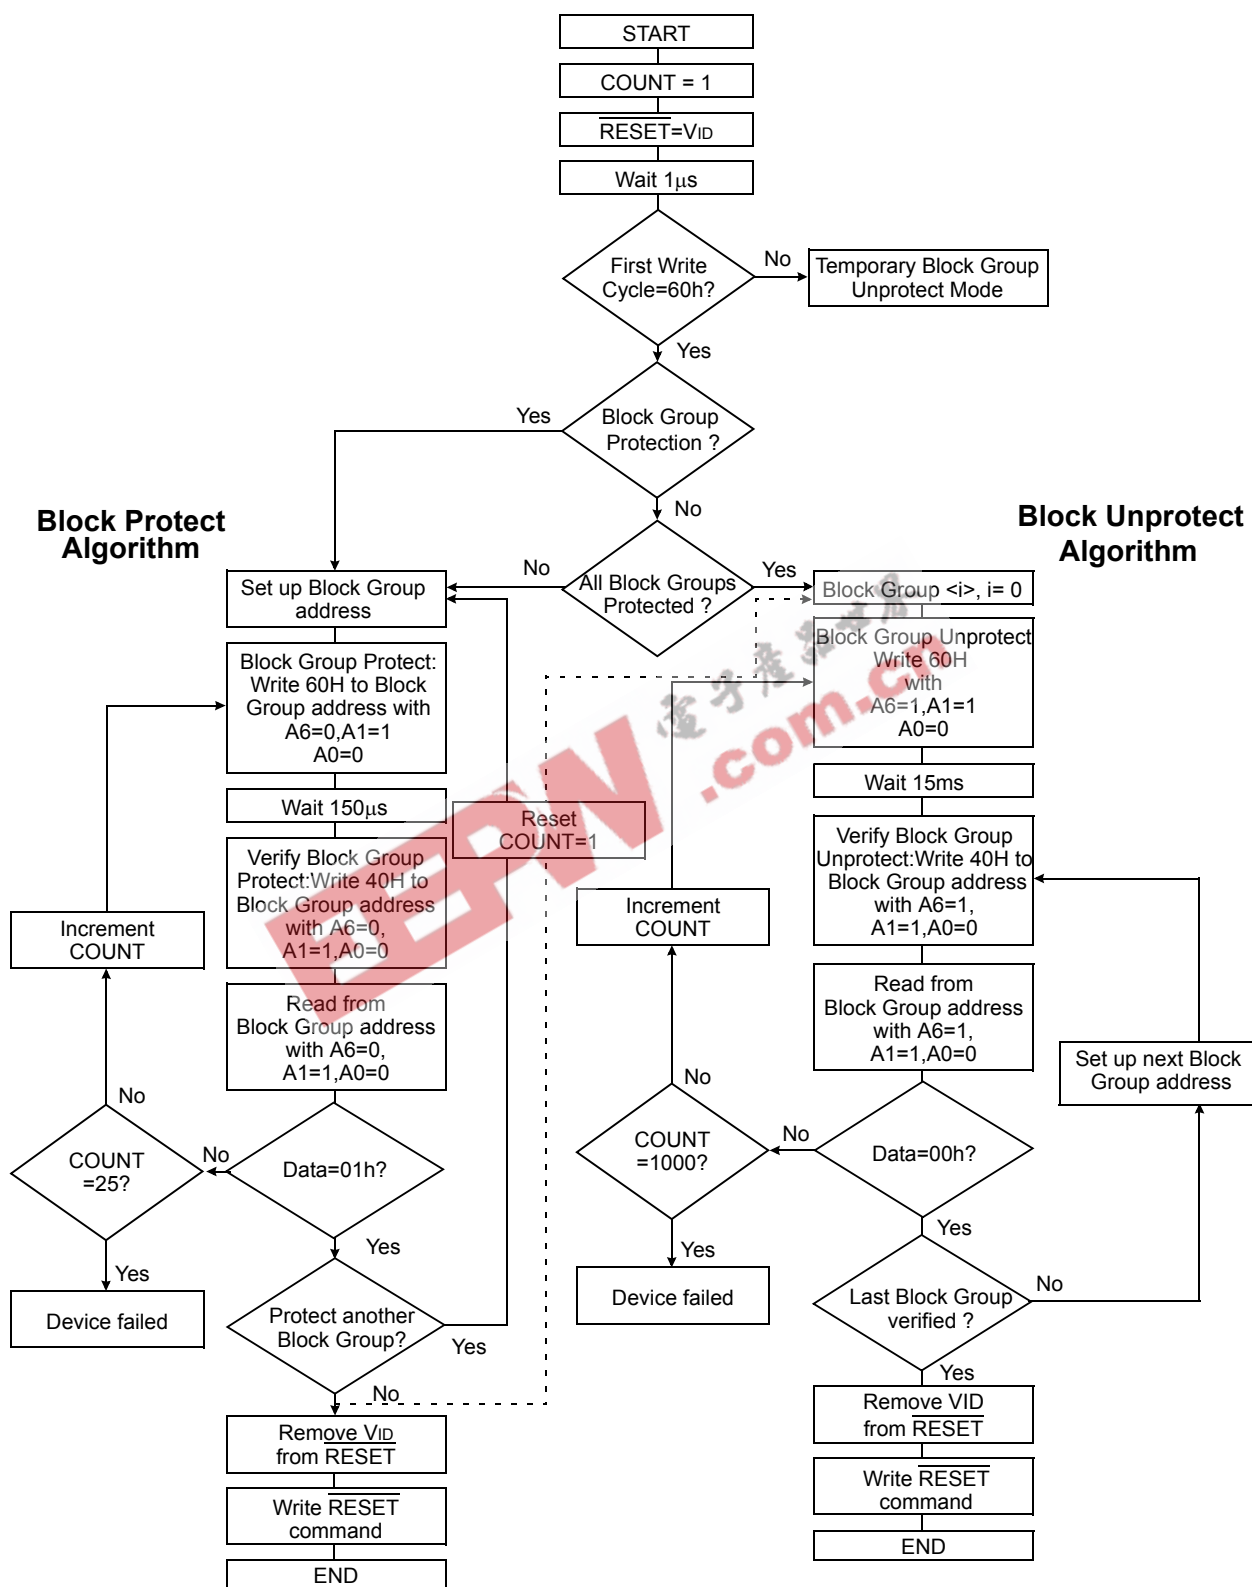 START
COUNT = 1
RESET=VID
Wait 1μs
First Write
Cycle=60h?
No
Temporary Block Group
Unprotect Mode
Yes
Block Group
Protection ?
Yes
No
Block Protect
Algorithm
Block Unprotect
Algorithm
All Block Groups
Protected ?
No
Yes
Set up Block Group
address
Block Group Protect:
Write 60H to Block
Group address with
A6=0,A1=1
A0=0
Wait 150μs
Reset
COUNT=1
Verify Block Group
Protect:Write 40H to
Block Group address
with A6=0,
A1=1,A0=0
Increment
COUNT
Read from
Block Group address
with A6=0,
A1=1,A0=0
No
COUNT
=25?
No
Data=01h?
Yes
Yes
Device failed
Protect another
Block Group?
Yes
No
Remove VID
from RESET
Write RESET
command
END
Block Group <i>, i= 0
Block Group Unprotect
Write 60H
with
A6=1,A1=1
A0=0
Wait 15ms
Verify Block Group
Unprotect:Write 40H to
Block Group address
with A6=1,
A1=1,A0=0
Increment
COUNT
Read from
Block Group address
with A6=1,
A1=1,A0=0
Set up next Block
Group address
No
COUNT
=1000?
No
Data=00h?
Yes
Yes
Device failed
Last Block Group
verified ?
No
Yes
Remove VID
from RESET
Write RESET
command
END
EEPW
.com.cn
電子產品世界